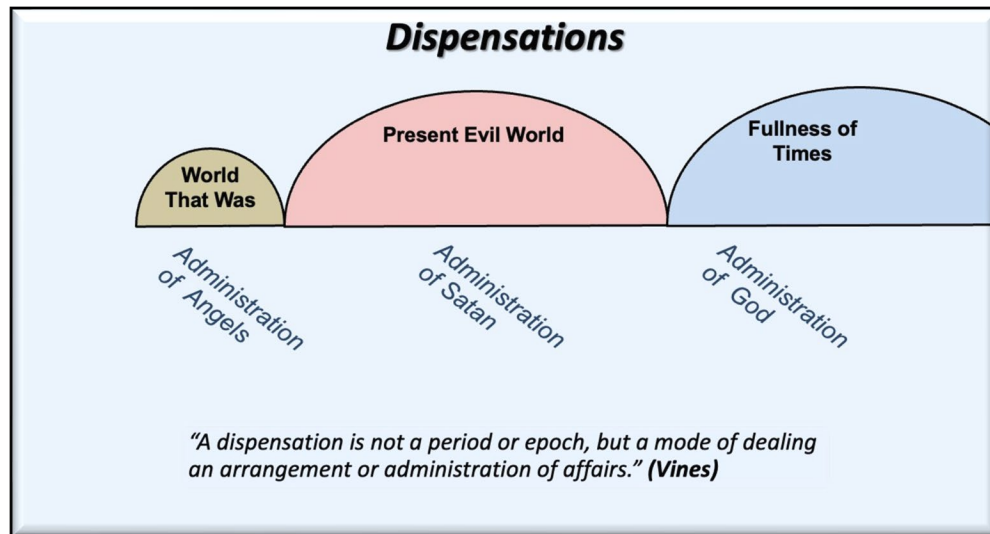 Dispensations
World
That Was
Present Evil World
Fullness of
Times
Administration
of  Angels
Administration
of Satan
Administration
of  God
“A dispensation is not a period or epoch, but a mode of dealing
an arrangement or administration of affairs.” (Vines)